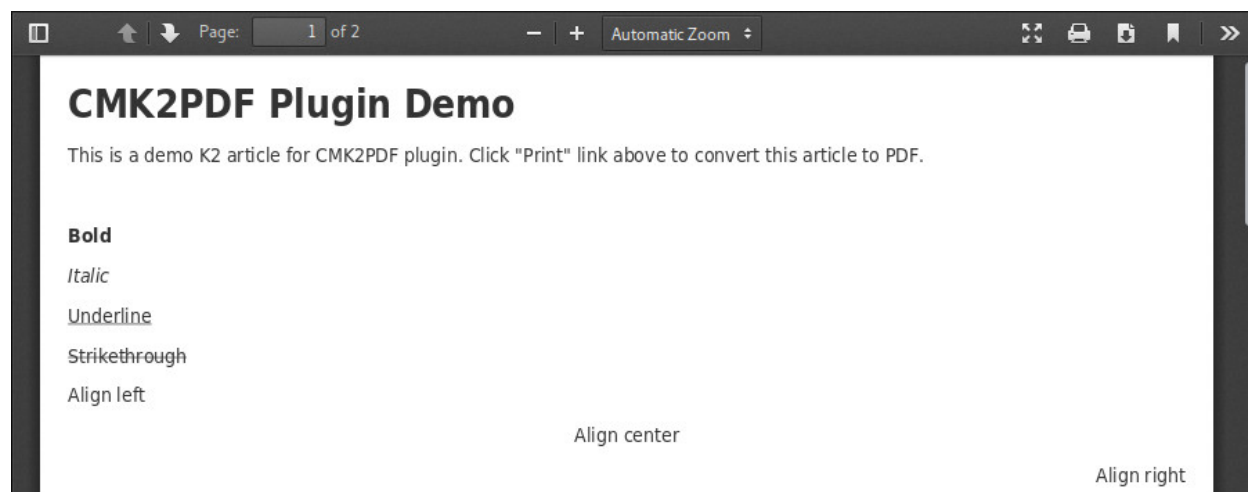 Page: 1 of 2 Automatic Zoom
CMK2PDF Plugin Demo
This is a demo K2 article for CMK2PDF plugin. Click "Print" link above to convert this article to PDF.
Bold
Italic
Underline
Strikethrough
Align left
Align center
Align right